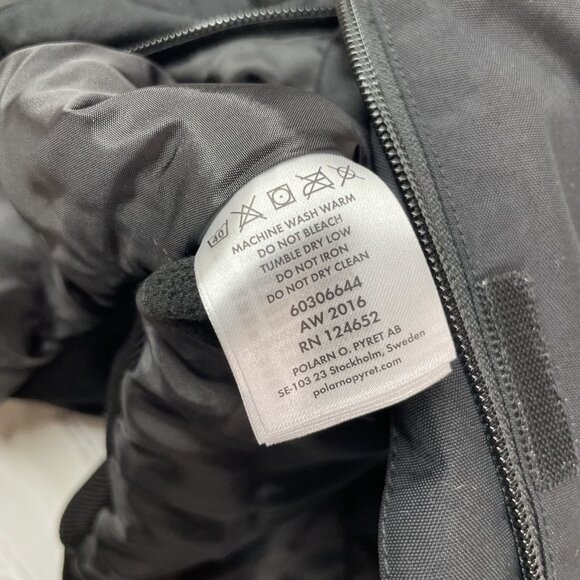 40
MACHINE WASH WARM
DO NOT BLEACH
TUMBLE DRY LOW
DO NOT IRON
DO NOT DRY CLEAN
60306644
AW 2016
RN 124652
POLARN O. PYRET AB
SE-103 23 Stockholm, Sweden
polarnopyret.com